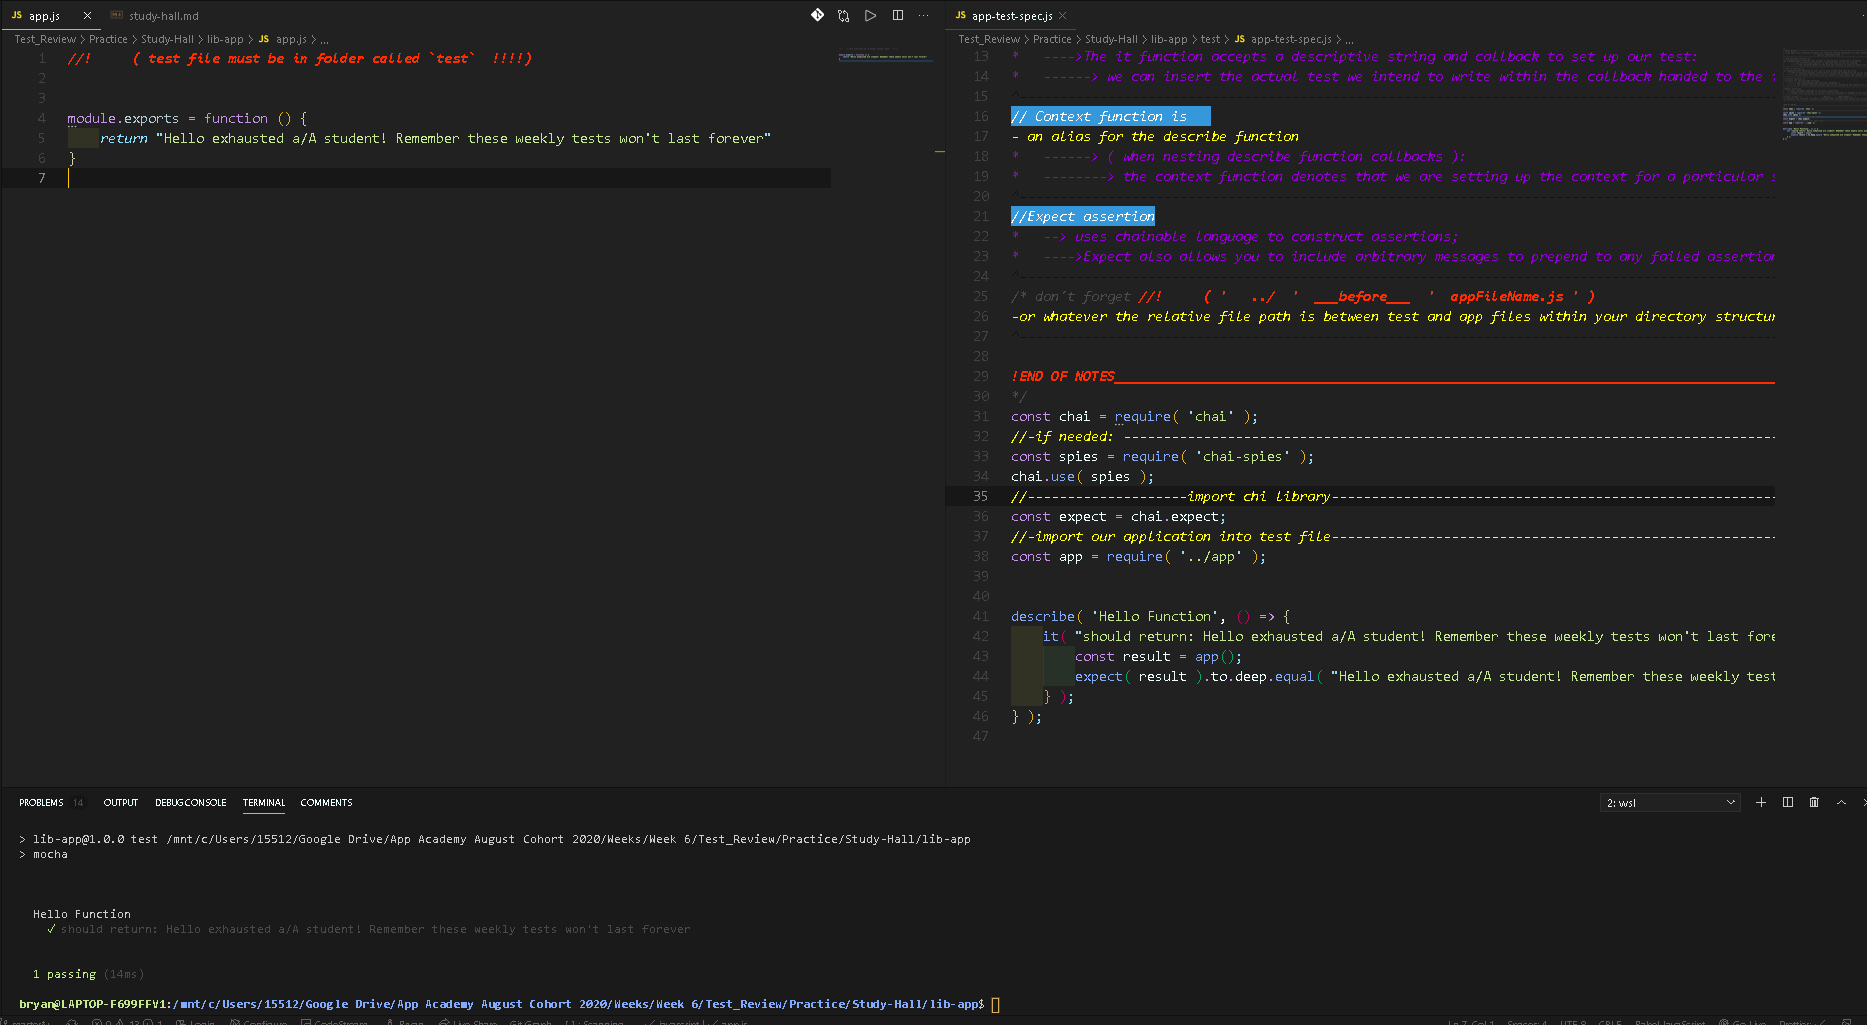 JS app.js × study-hall.md
Test_Review > Practice > Study-Hall > lib-app > JS app.js > ...
1 //! ( test file must be in folder called `test` !!!!)
2
3
4 module.exports = function () {
5 return "Hello exhausted a/A student! Remember these weekly tests won't last forever"
6 }
7
JS app-test-spec.js ×
Test_Review > Practice > Study-Hall > lib-app > test > JS app-test-spec.js > ...
13 * ---->The it function accepts a descriptive string and callback to set up our test:
14 * ------> we can insert the actual test we intend to write within the callback handed to the
15
16 // Context function is
17 - an alias for the describe function
18 * ------> ( when nesting describe function callbacks ):
19 * --------> the context function denotes that we are setting up the context for a particular s
20
21 //Expect assertion
22 * --> uses chainable language to construct assertions;
23 * ---->Expect also allows you to include arbitrary messages to prepend to any failed assertion
24
25 /* don't forget //! ( ' ../ ' ___before___ ' appFileName.js ' )
26 -or whatever the relative file path is between test and app files within your directory structur
27
28
29 !END OF NOTES
30 */
31 const chai = require( 'chai' );
32 //-if needed: ---------------------------------------------------------------------------------
33 const spies = require( 'chai-spies' );
34 chai.use( spies );
35 //--------------------import chi library-------------------------------------------------------
36 const expect = chai.expect;
37 //-import our application into test file-------------------------------------------------------
38 const app = require( '../app' );
39
40
41 describe( 'Hello Function', () => {
42 it( "should return: Hello exhausted a/A student! Remember these weekly tests won't last fore
43 const result = app();
44 expect( result ).to.deep.equal( "Hello exhausted a/A student! Remember these weekly test
45 } );
46 } );
47
PROBLEMS 14 OUTPUT DEBUG CONSOLE TERMINAL COMMENTS 2: wsl
> lib-app@1.0.0 test /mnt/c/Users/15512/Google Drive/App Academy August Cohort 2020/Weeks/Week 6/Test_Review/Practice/Study-Hall/lib-app
> mocha
Hello Function
✓ should return: Hello exhausted a/A student! Remember these weekly tests won't last forever
1 passing (14ms)
bryan@LAPTOP-F699FFV1:/mnt/c/Users/15512/Google Drive/App Academy August Cohort 2020/Weeks/Week 6/Test_Review/Practice/Study-Hall/lib-app$